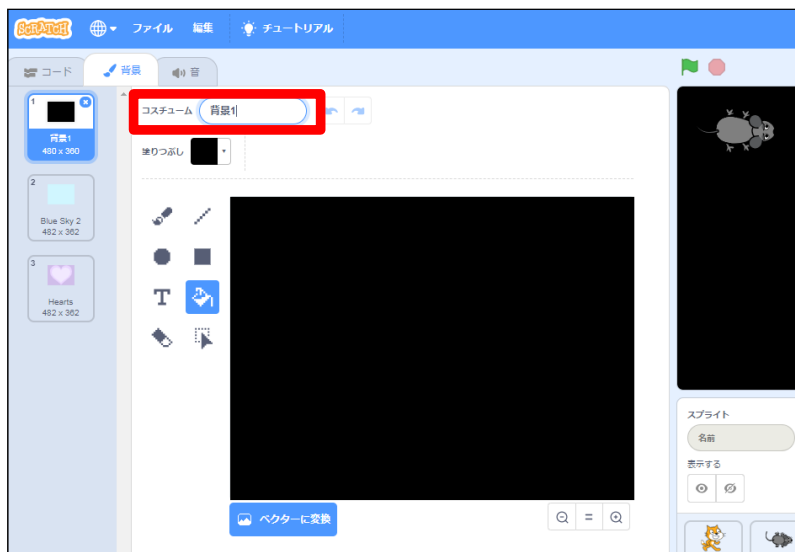 SCRATCH ファイル 編集 チュートリアル
コード 背景 音
コスチューム 背景1
塗りつぶし
1
背景1
480 x 360
2
Blue Sky 2
482 x 362
3
Hearts
482 x 362
T
ベクターに変換
=
スプライト
名前
表示する